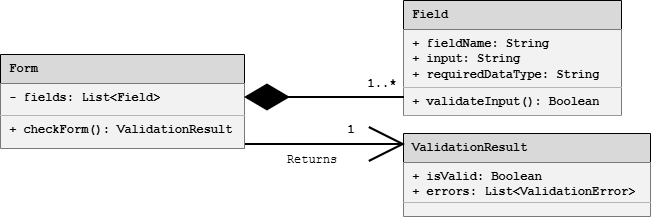 Field
+ fieldName: String
+ input: String
+ requiredDataType: String
+ validateInput(): Boolean
Form
- fields: List<Field>
+ checkForm(): ValidationResult
1..*
1
Returns
ValidationResult
+ isValid: Boolean
+ errors: List<ValidationError>